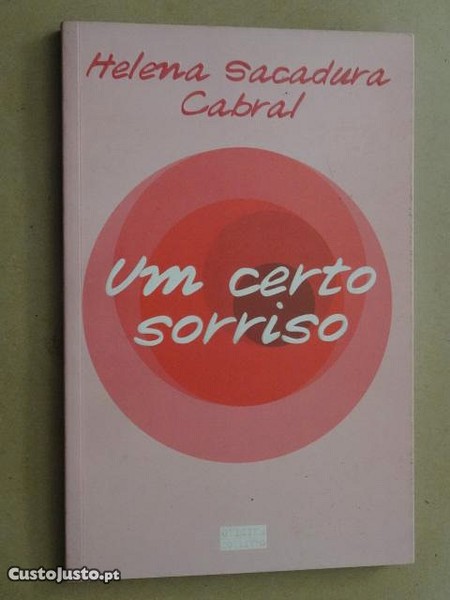 Helena Sacadura
Cabral
Um certo
sorriso
CustoJusto.pt